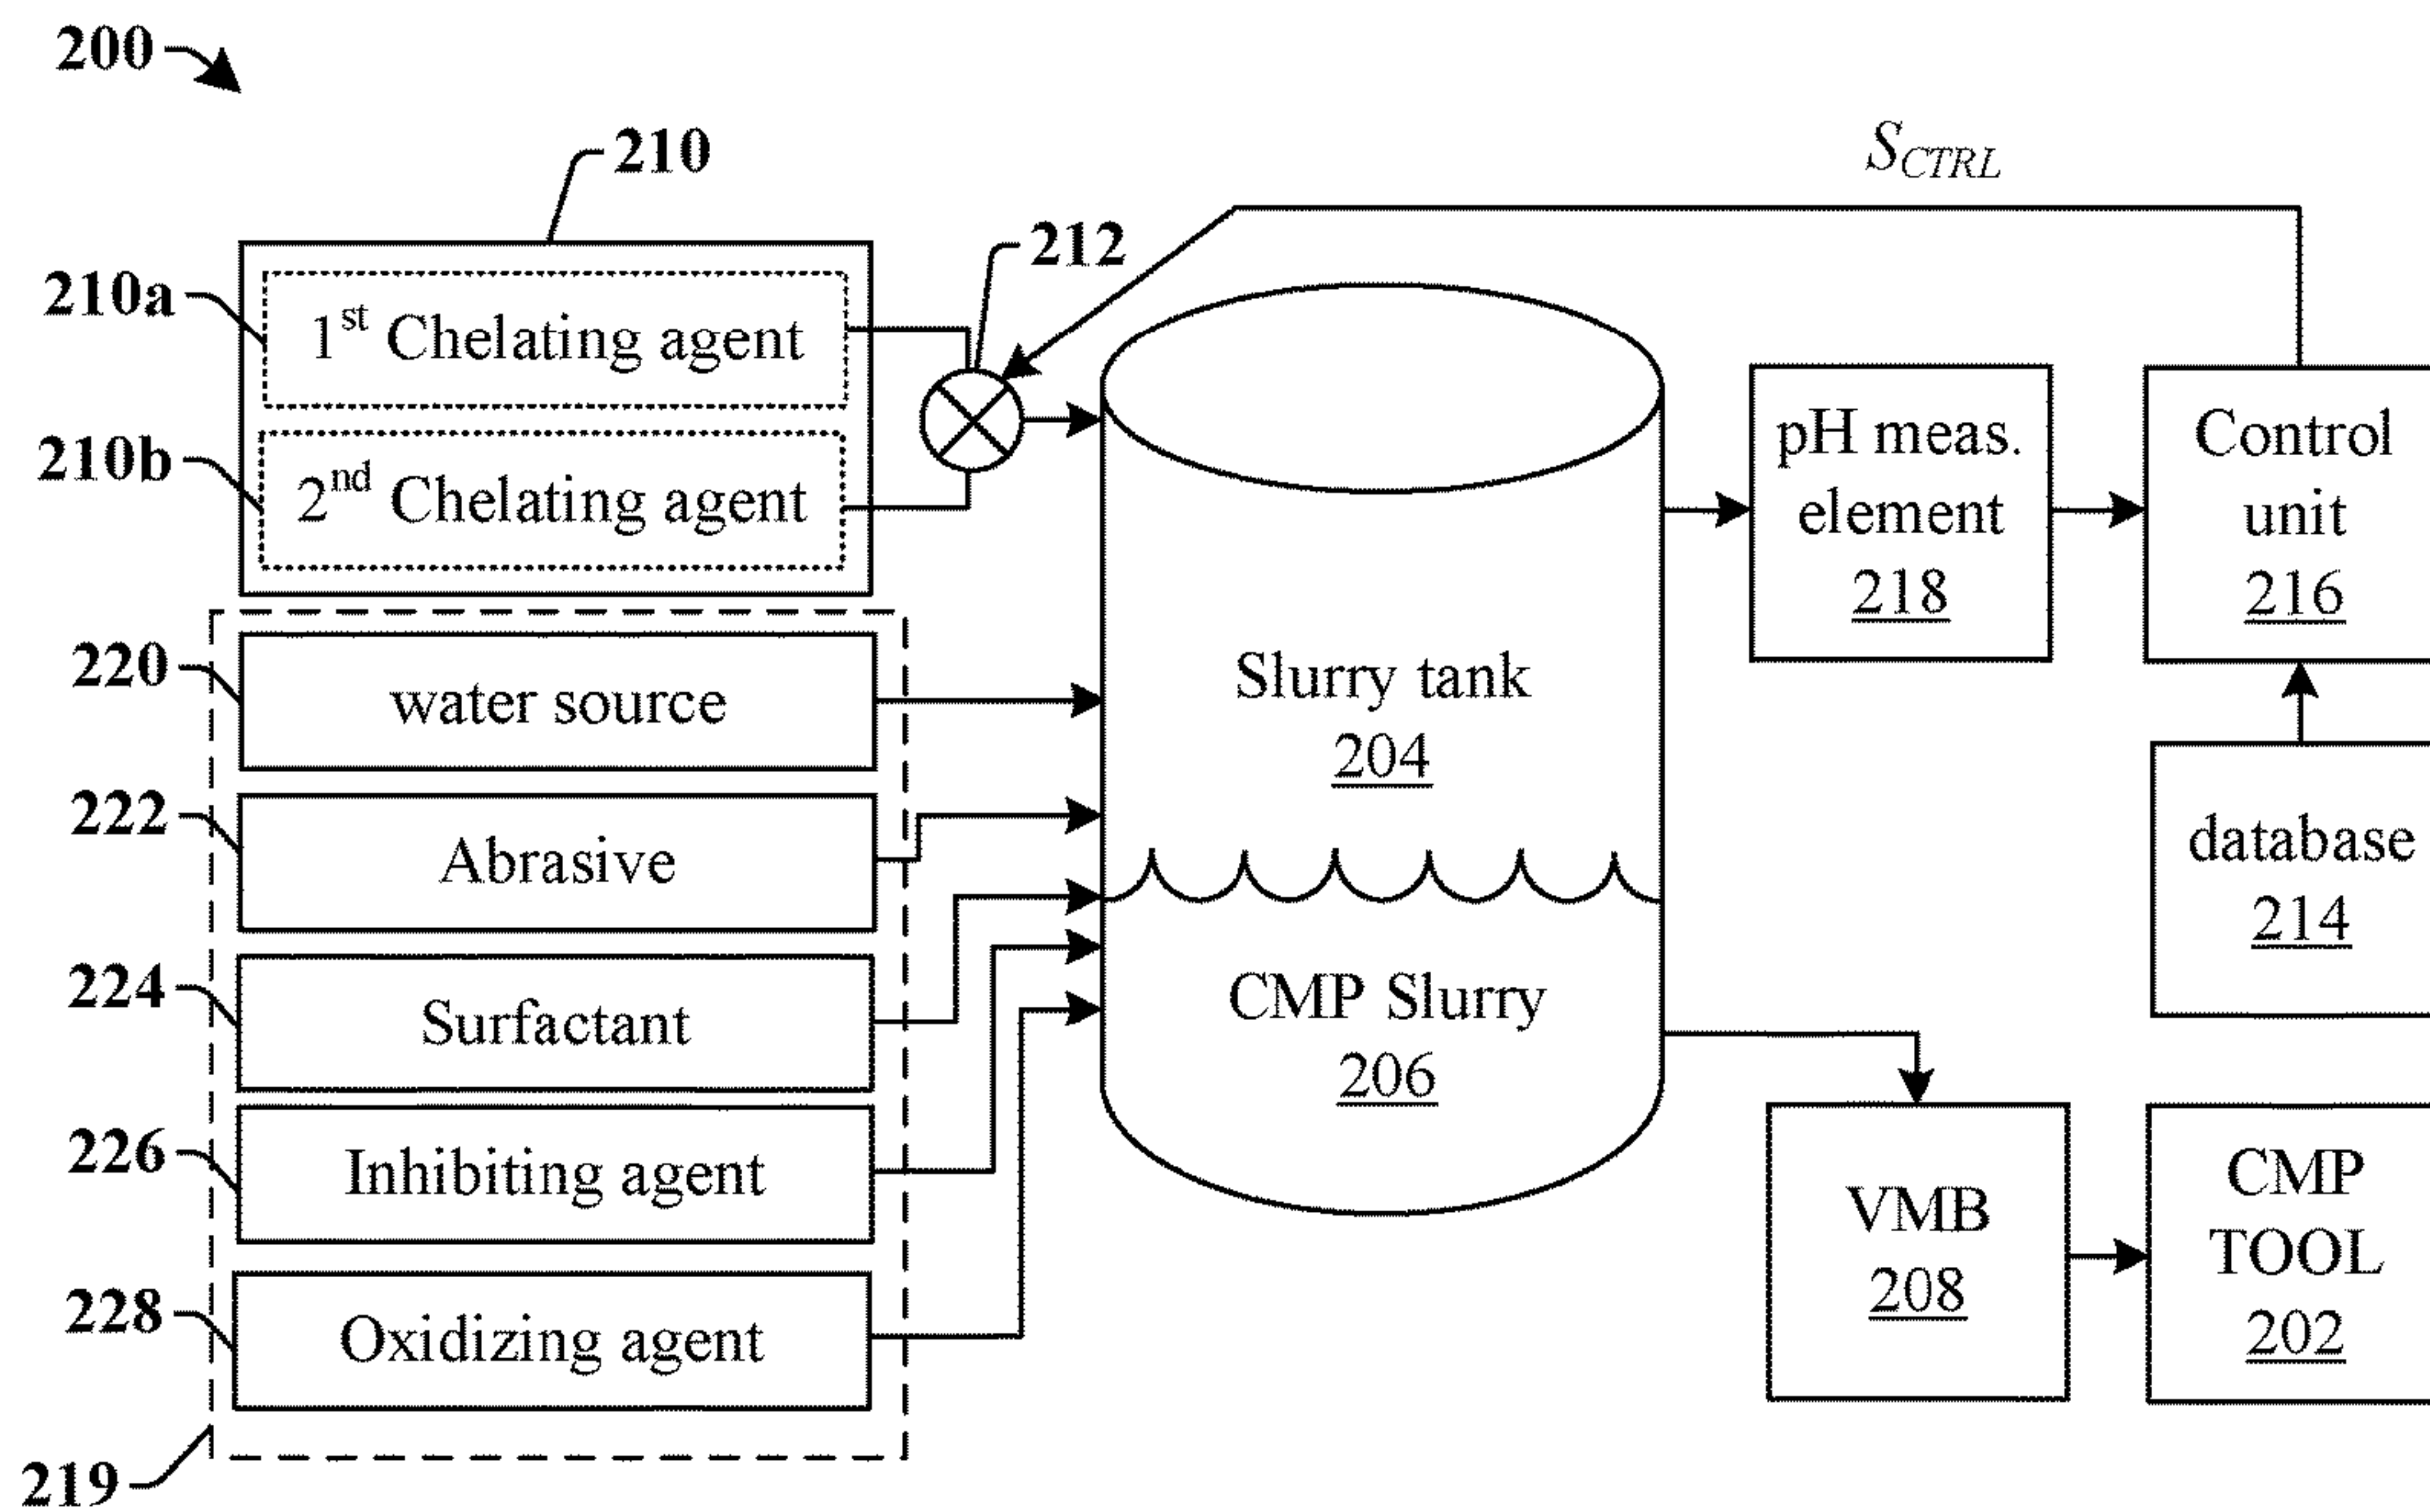 200
210
S_CTRL
212
210a
1st Chelating agent
210b
2nd Chelating agent
pH meas.
element
218
Control
unit
216
220
water source
Slurry tank
204
222
Abrasive
database
214
224
Surfactant
CMP Slurry
206
226
Inhibiting agent
VMB
208
CMP
TOOL
202
228
Oxidizing agent
219